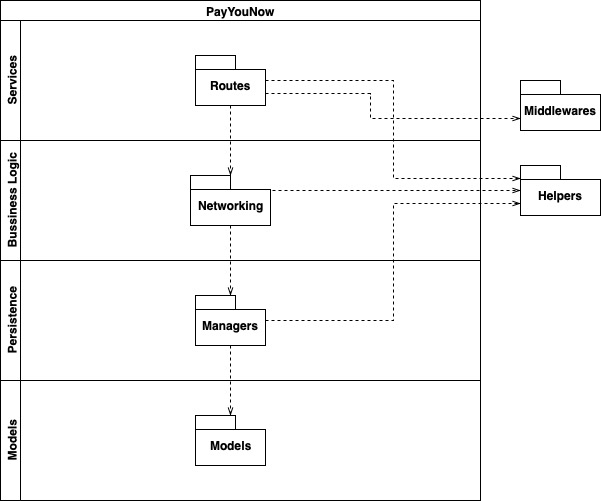 PayYouNow
Services
Routes
Middlewares
Bussiness Logic
Networking
Helpers
Persistence
Managers
Models
Models